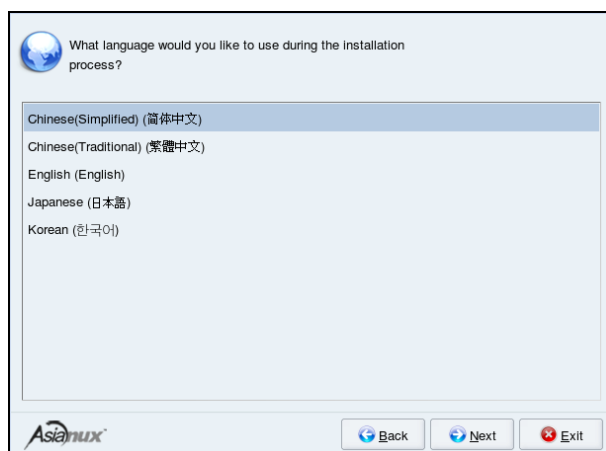 What language would you like to use during the installation
process?
Chinese(Simplified) (简体中文)
Chinese(Traditional) (繁體中文)
English (English)
Japanese (日本語)
Korean (한국어)
Asianux
Back
Next
Exit